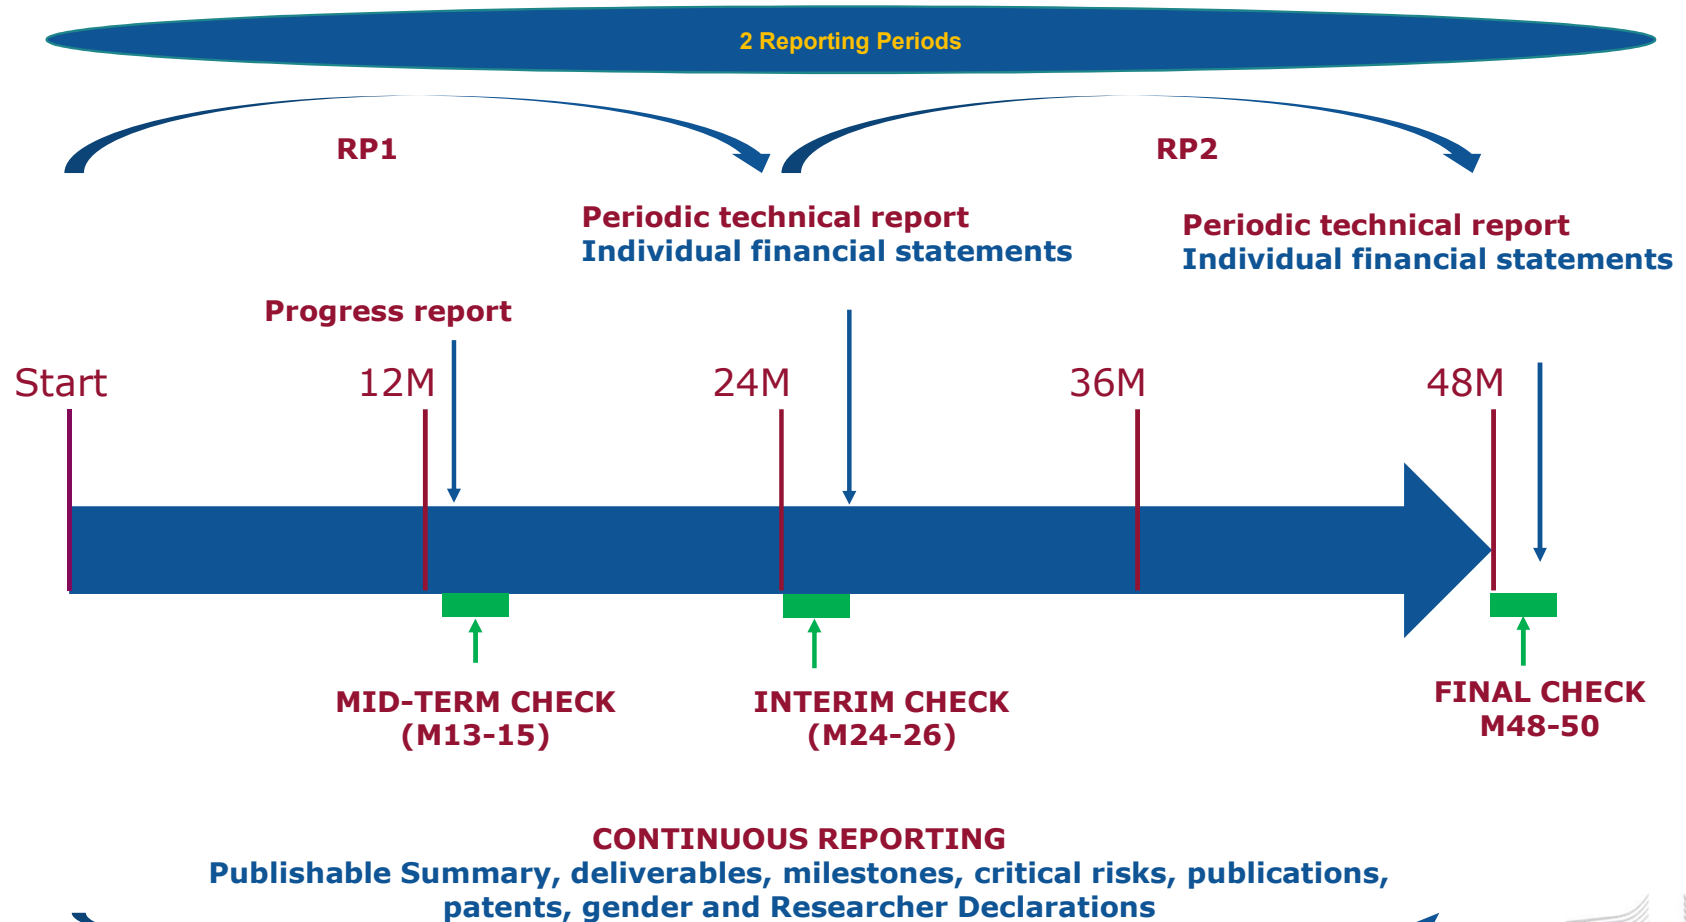 2 Reporting Periods
RP1
RP2
Periodic technical report
Individual financial statements
Periodic technical report
Individual financial statements
Progress report
Start
12M
24M
36M
48M
MID-TERM CHECK
(M13-15)
INTERIM CHECK
(M24-26)
FINAL CHECK
M48-50
CONTINUOUS REPORTING
Publishable Summary, deliverables, milestones, critical risks, publications,
patents, gender and Researcher Declarations